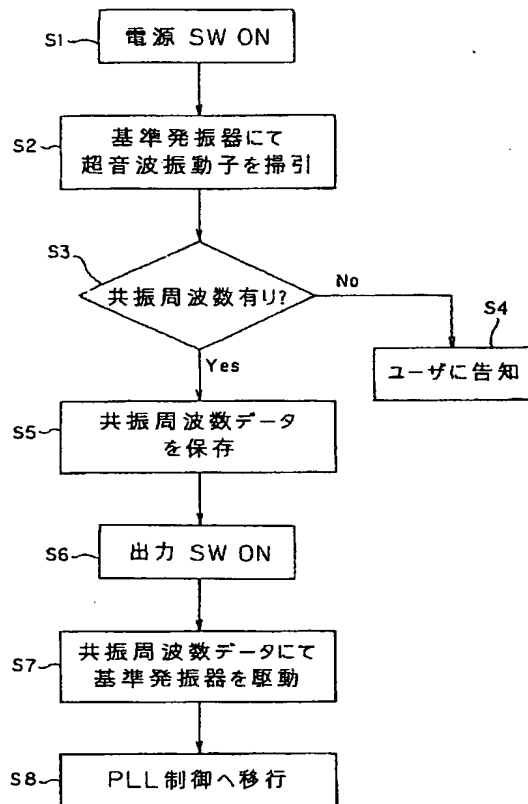 S1
電源 SW ON
S2
基準発振器にて
超音波振動子を掃引
S3
共振周波数有り?
No
S4
ユーザに告知
Yes
S5
共振周波数データ
を保存
S6
出力 SW ON
S7
共振周波数データにて
基準発振器を駆動
S8
PLL制御へ移行